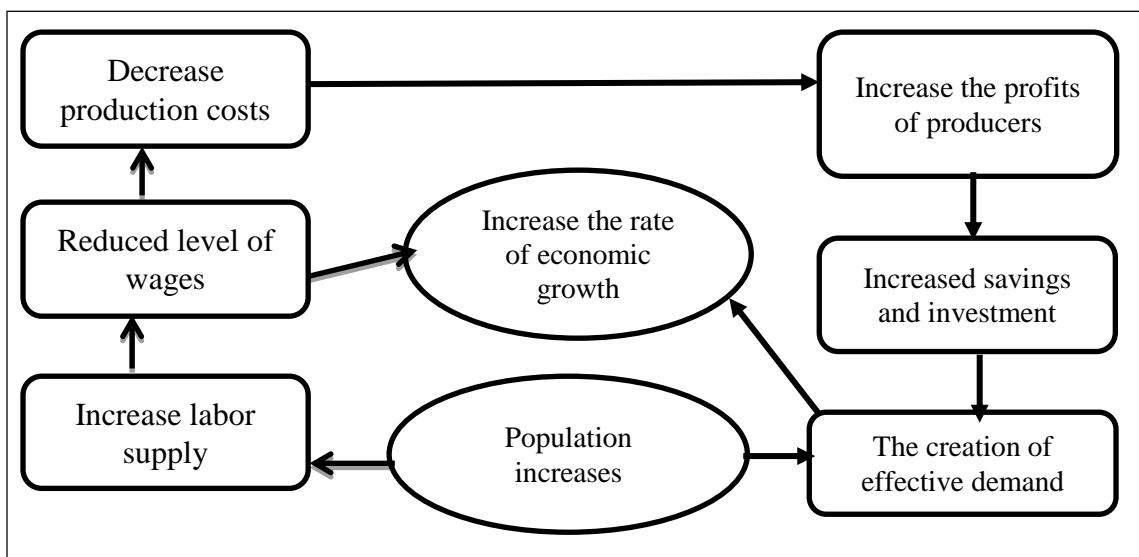 Decrease
production costs
Increase the profits
of producers
Reduced level of
wages
Increase the rate
of economic
growth
Increased savings
and investment
Increase labor
supply
Population
increases
The creation of
effective demand